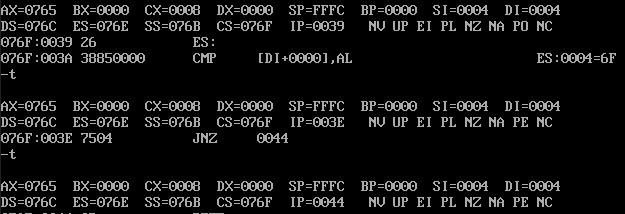 AX=0765 BX=0000 CX=0008 DX=0000 SP=FFFC BP=0000 SI=0004 DI=0004
DS=076C ES=076E SS=076B CS=076F IP=0039 NV UP EI PL NZ NA PO NC
076F:0039 26 ES:
076F:003A 38850000 CMP [DI+0000],AL ES:0004=6F
-t
AX=0765 BX=0000 CX=0008 DX=0000 SP=FFFC BP=0000 SI=0004 DI=0004
DS=076C ES=076E SS=076B CS=076F IP=003E NV UP EI PL NZ NA PE NC
076F:003E 7504 JNZ 0044
-t
AX=0765 BX=0000 CX=0008 DX=0000 SP=FFFC BP=0000 SI=0004 DI=0004
DS=076C ES=076E SS=076B CS=076F IP=0044 NV UP EI PL NZ NA PE NC